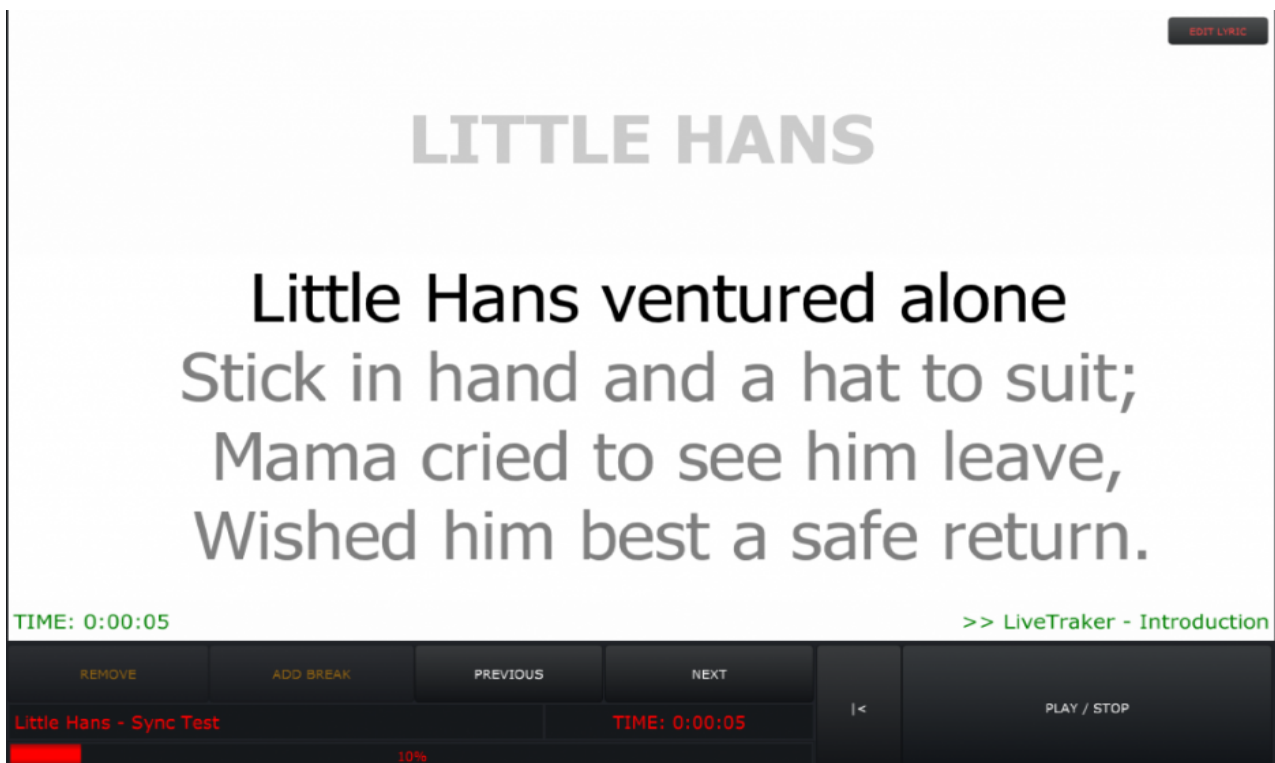 EDIT LYRIC
LITTLE HANS
Little Hans ventured alone
Stick in hand and a hat to suit;
Mama cried to see him leave,
Wished him best a safe return.
TIME: 0:00:05 >> LiveTraker - Introduction
REMOVE ADD BREAK PREVIOUS NEXT
|< PLAY / STOP
Little Hans - Sync Test TIME: 0:00:05
10%